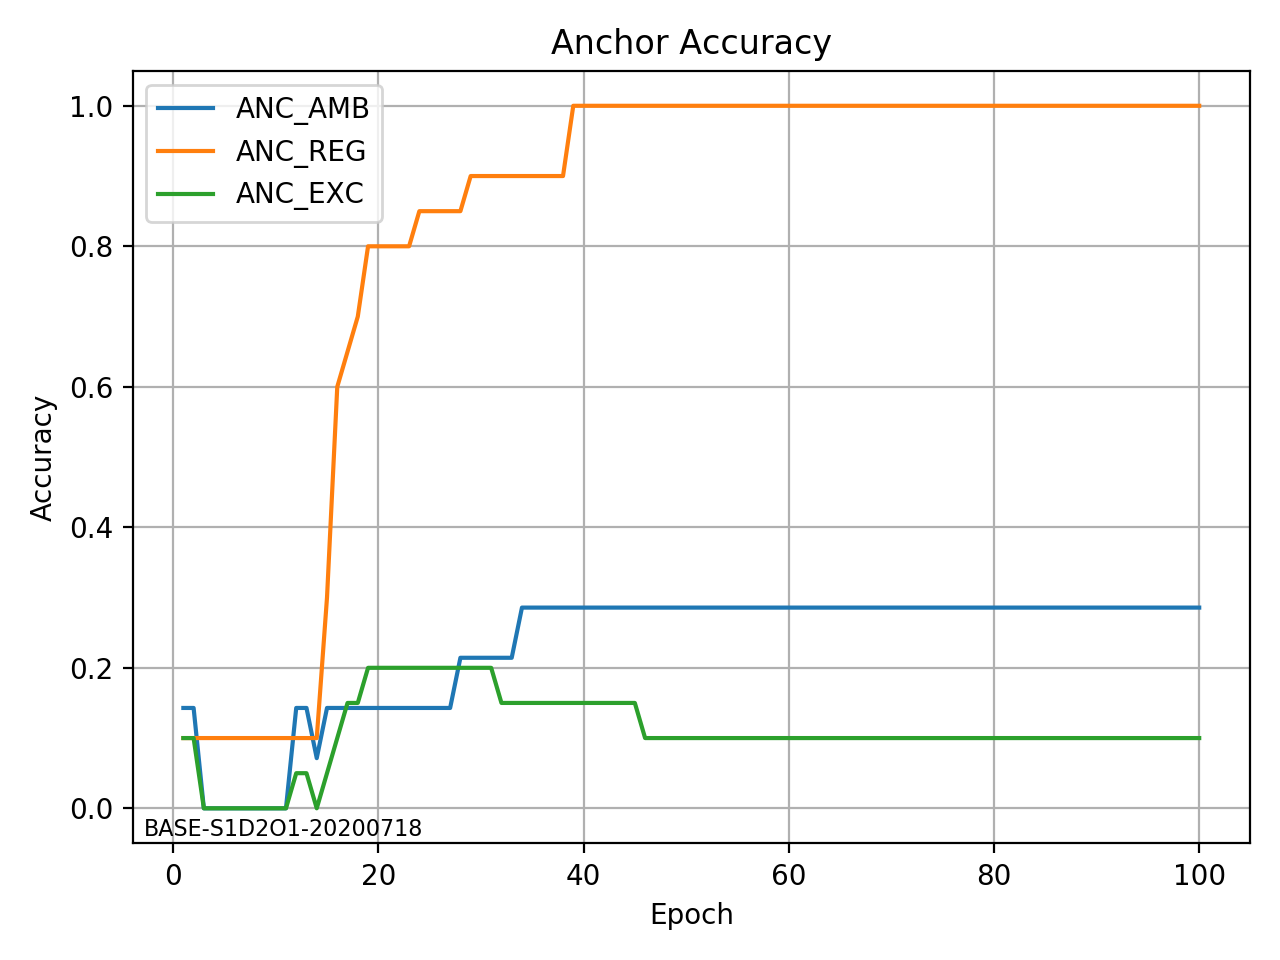 Anchor Accuracy
ANC_AMB
ANC_REG
ANC_EXC
1.0
0.8
0.6
0.4
0.2
0.0
Accuracy
BASE-S1D2O1-20200718
0 20 40 60 80 100
Epoch